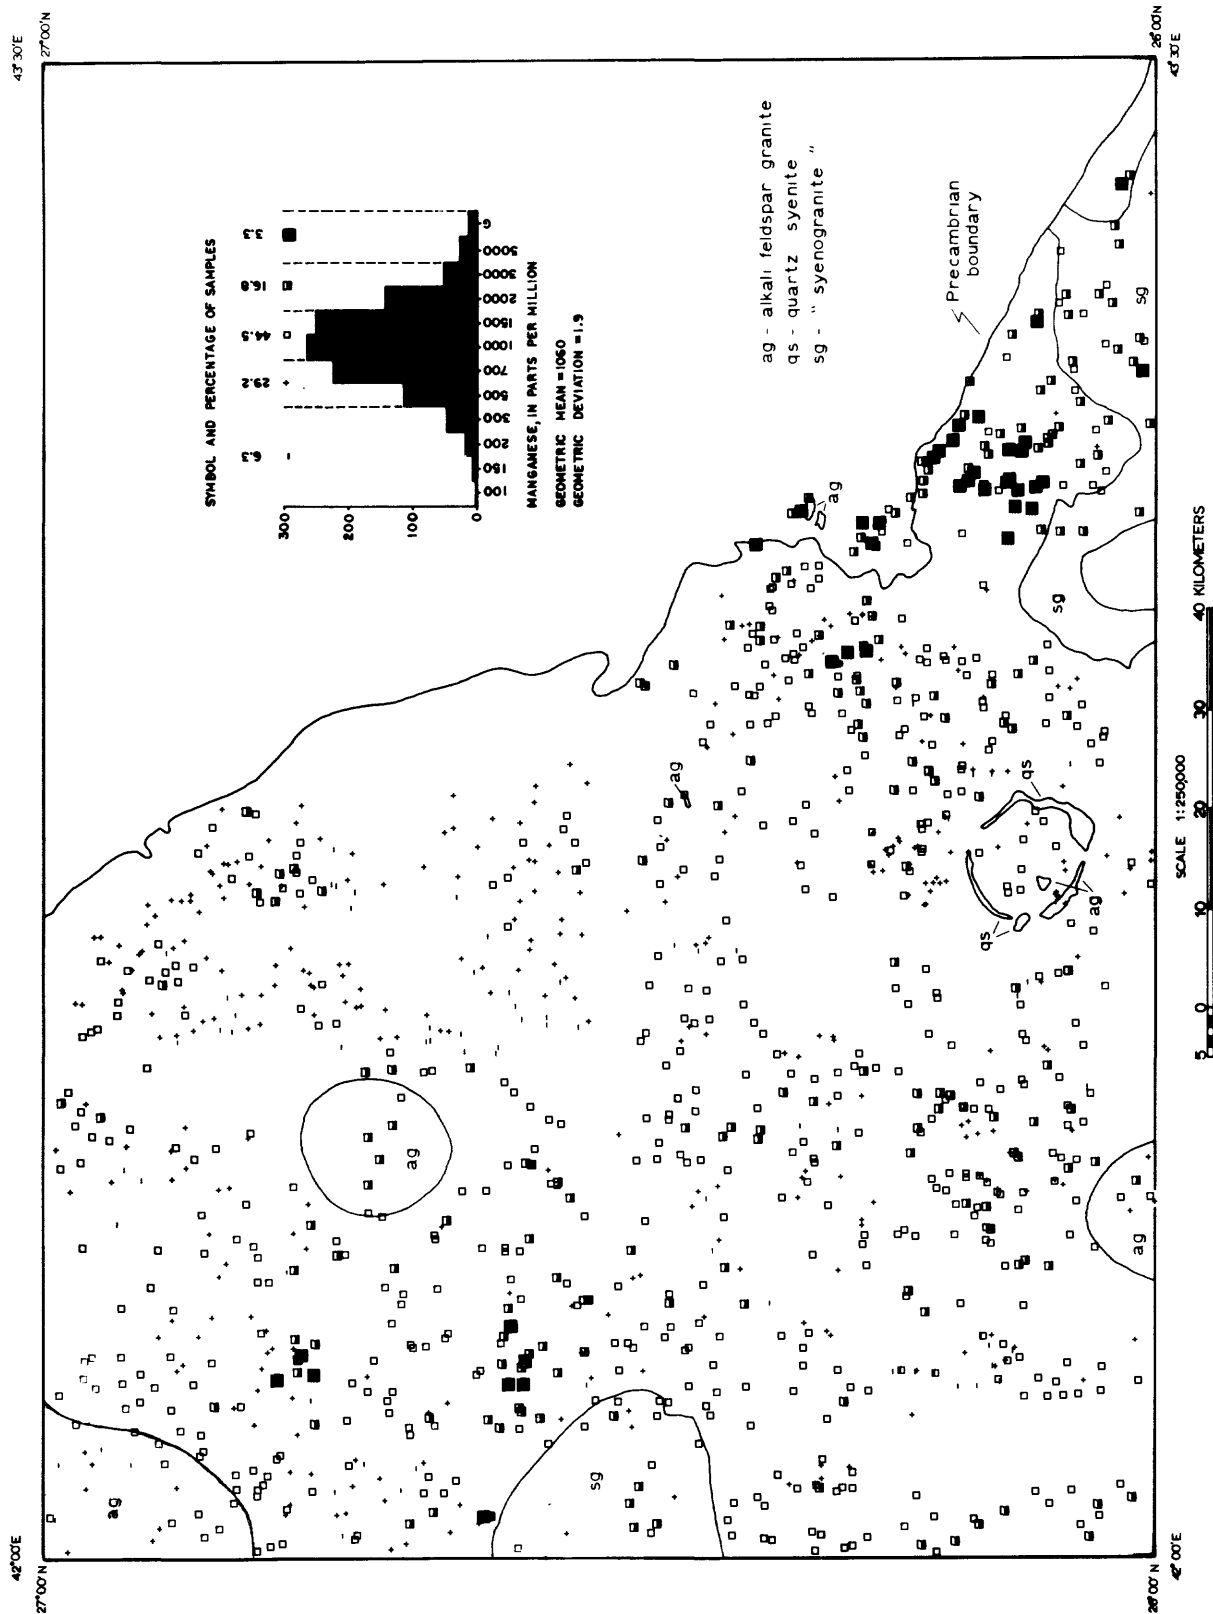 43°30'E
27°00'N
26°00'N
43°30'E
SYMBOL AND PERCENTAGE OF SAMPLES
6.3
29.2
44.5
16.8
3.3
300
200
100
0
100
150
200
300
500
700
1000
1500
2000
3000
5000
G
MANGANESE, IN PARTS PER MILLION
GEOMETRIC MEAN = 1060
GEOMETRIC DEVIATION = 1.9
ag - alkali feldspar granite
qs - quartz syenite
sg - " syenogranite "
Precambrian
boundary
sg
ag
sg
ag
qs
qs
ag
ag
ag
ag
sg
42°00'E
27°00'N
26°00'N
42°00'E
SCALE 1:250,000
5 0 10 20 30 40 KILOMETERS